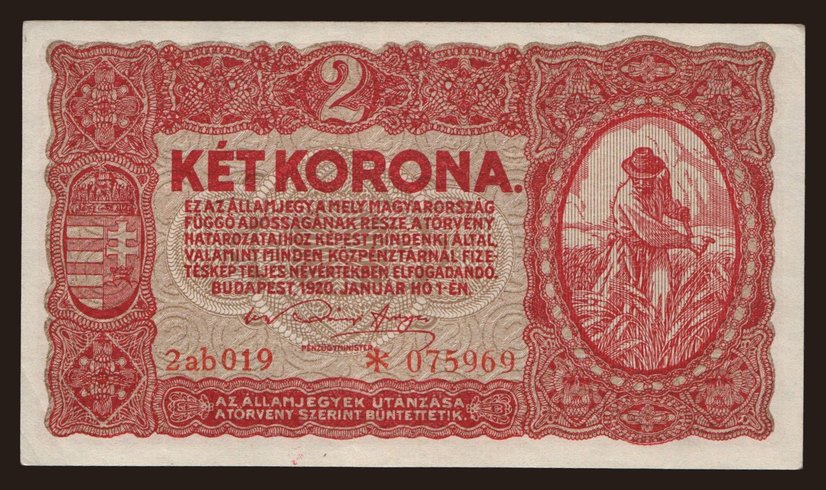 2
KÉT KORONA.
EZ AZ ÁLLAMJEGY, A MELY MAGYARORSZÁG
FÜGGŐ ADÓSSÁGÁNAK RÉSZE, A TÖRVÉNY
HATÁROZATAIHOZ KÉPEST MINDENKI ÁLTAL,
VALAMINT MINDEN KÖZPÉNZTÁRNÁL FIZE-
TÉSKÉP TELJES NÉVÉRTÉKBEN ELFOGADANDÓ.
BUDAPEST 1920. JANUÁR HÓ 1-ÉN.
PÉNZÜGYMINISTER
2ab019 * 075969
AZ ÁLLAMJEGYEK UTÁNZÁSA
A TÖRVÉNY SZERINT BÜNTETTETIK.